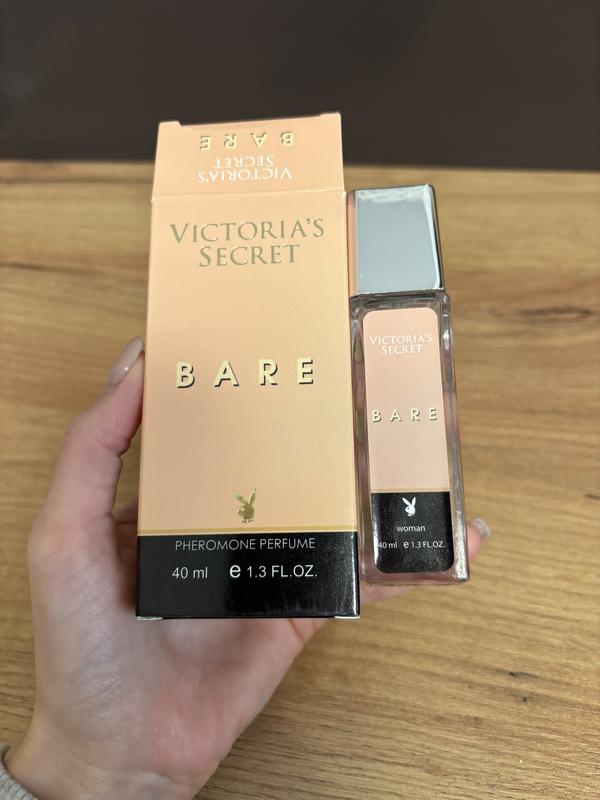 BARE
VICTORIA'S
SECRET
VICTORIA'S
SECRET
BARE
PHEROMONE PERFUME
40 ml e 1.3 FL.OZ.
VICTORIA'S
SECRET
BARE
woman
40 ml e 1.3 FL.OZ.